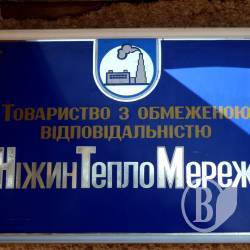 Товариство з обмеженою
відповідальністю
НіжинТеплоМереж